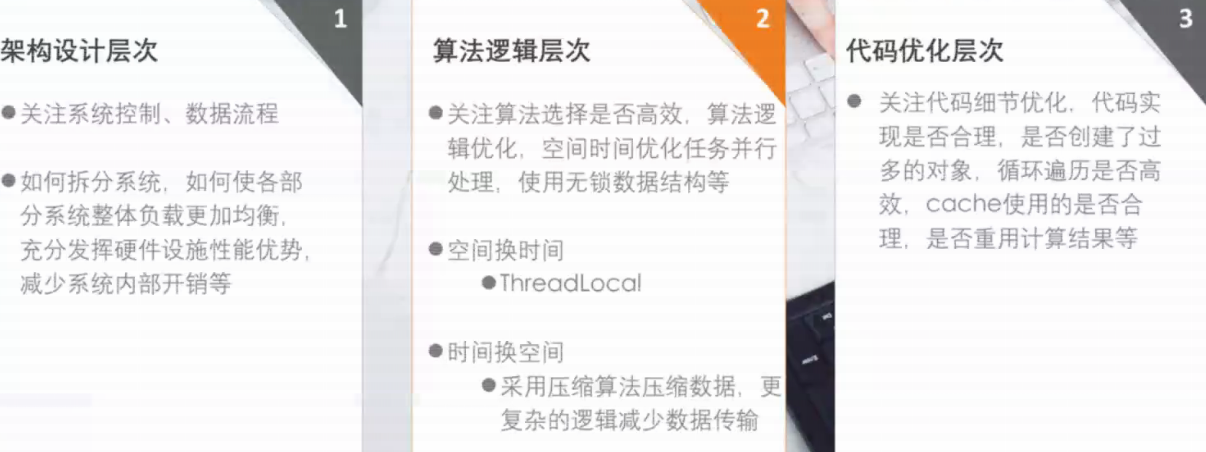 1
架构设计层次
●关注系统控制、数据流程
●如何拆分系统，如何使各部
分系统整体负载更加均衡，
充分发挥硬件设施性能优势，
减少系统内部开销等
2
算法逻辑层次
●关注算法选择是否高效，算法逻
辑优化，空间时间优化任务并行
处理，使用无锁数据结构等
●空间换时间
●ThreadLocal
●时间换空间
●采用压缩算法压缩数据，更
复杂的逻辑减少数据传输
3
代码优化层次
●关注代码细节优化，代码实
现是否合理，是否创建了过
多的对象，循环遍历是否高
效，cache使用的是否合
理，是否重用计算结果等